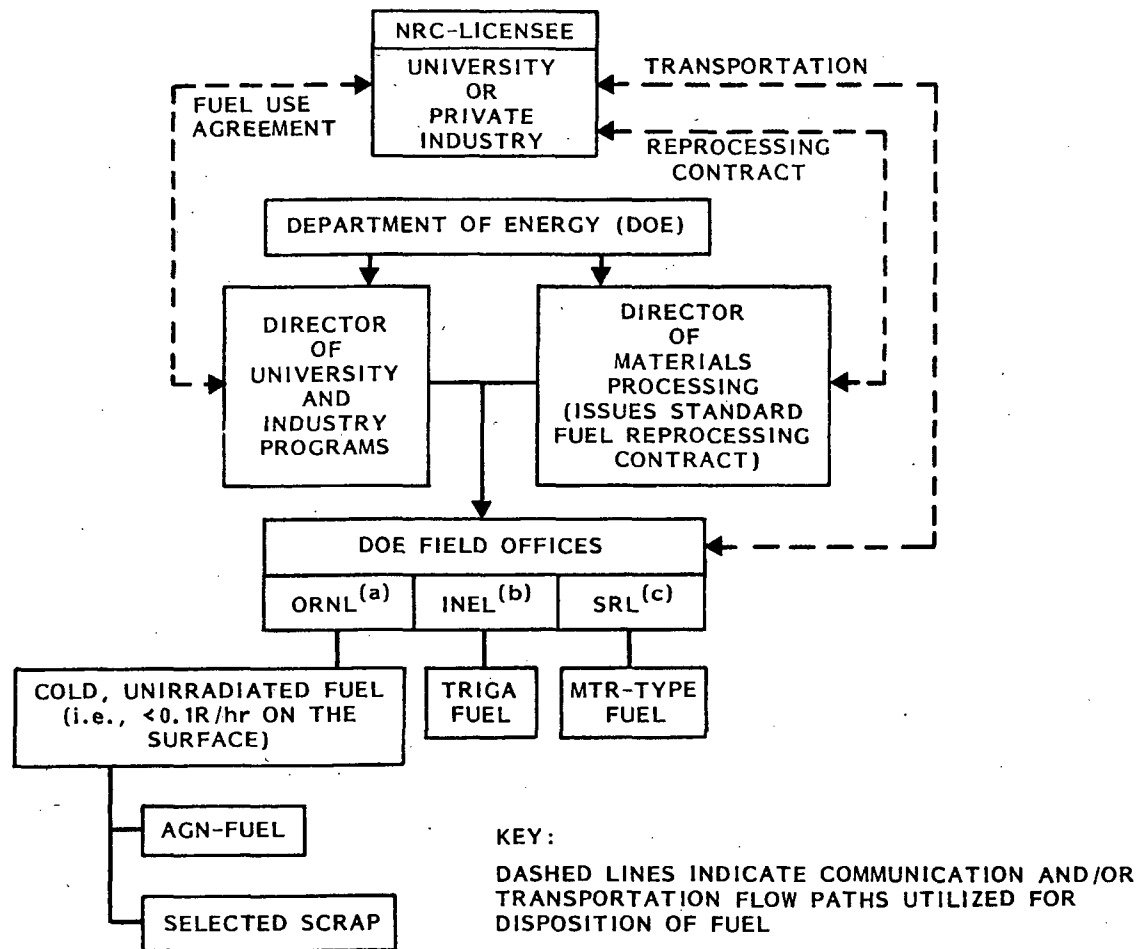 NRC-LICENSEE
UNIVERSITY
OR
PRIVATE
INDUSTRY
TRANSPORTATION
FUEL USE
AGREEMENT
REPROCESSING
CONTRACT
DEPARTMENT OF ENERGY (DOE)
DIRECTOR
OF
UNIVERSITY
AND
INDUSTRY
PROGRAMS
DIRECTOR
OF
MATERIALS
PROCESSING
(ISSUES STANDARD
FUEL REPROCESSING
CONTRACT)
DOE FIELD OFFICES
ORNL(a)
INEL(b)
SRL(c)
COLD, UNIRRADIATED FUEL
(i.e., <0.1R/hr ON THE
SURFACE)
TRIGA
FUEL
MTR-TYPE
FUEL
AGN-FUEL
SELECTED SCRAP
KEY:
DASHED LINES INDICATE COMMUNICATION AND/OR
TRANSPORTATION FLOW PATHS UTILIZED FOR
DISPOSITION OF FUEL